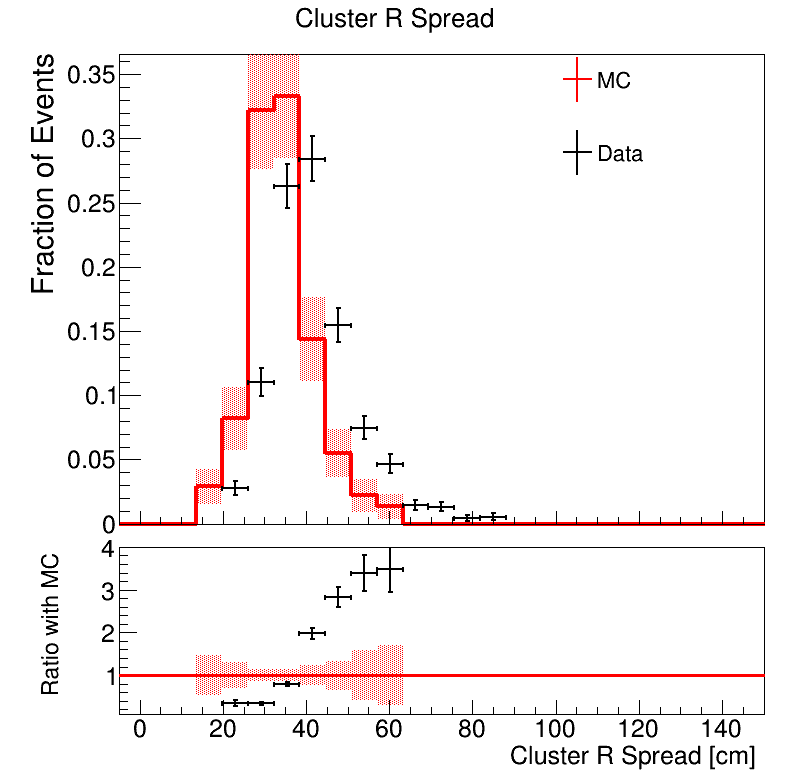 Cluster R Spread
Fraction of Events
0.35
0.3
0.25
0.2
0.15
0.1
0.05
0
MC
Data
Ratio with MC
4
3
2
1
0 20 40 60 80 100 120 140
Cluster R Spread [cm]